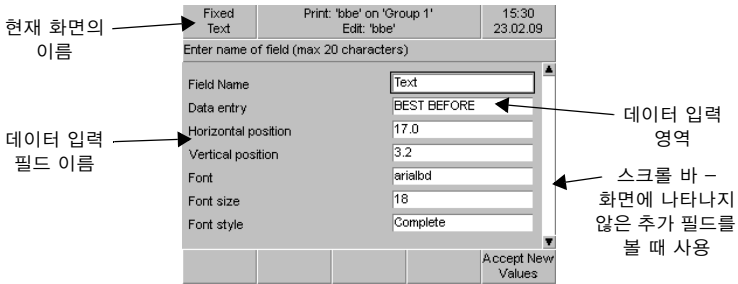 현재 화면의
이름
Fixed
Text
Print: 'bbe' on 'Group 1'
Edit: 'bbe'
15:30
23.02.09
Enter name of field (max 20 characters)
Field Name
Text
Data entry
BEST BEFORE
Horizontal position
17.0
Vertical position
3.2
Font
arialbd
Font size
18
Font style
Complete
Accept New
Values
데이터 입력
필드 이름
데이터 입력
영역
스크롤 바 –
화면에 나타나지
않은 추가 필드를
볼 때 사용